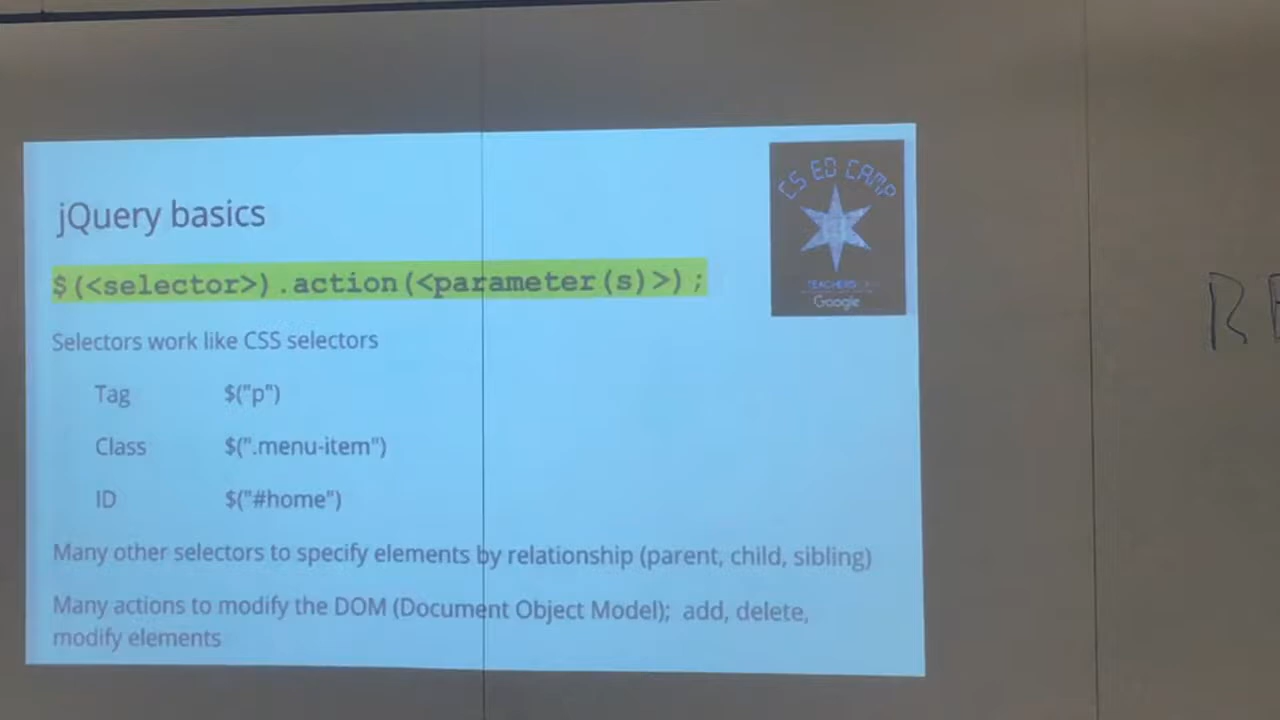 CS ED CAMP
TEACHERS
Google
jQuery basics
$(<selector>).action(<parameter(s)>);
Selectors work like CSS selectors
Tag $("p")
Class $(".menu-item")
ID $("#home")
Many other selectors to specify elements by relationship (parent, child, sibling)
Many actions to modify the DOM (Document Object Model); add, delete,
modify elements
R